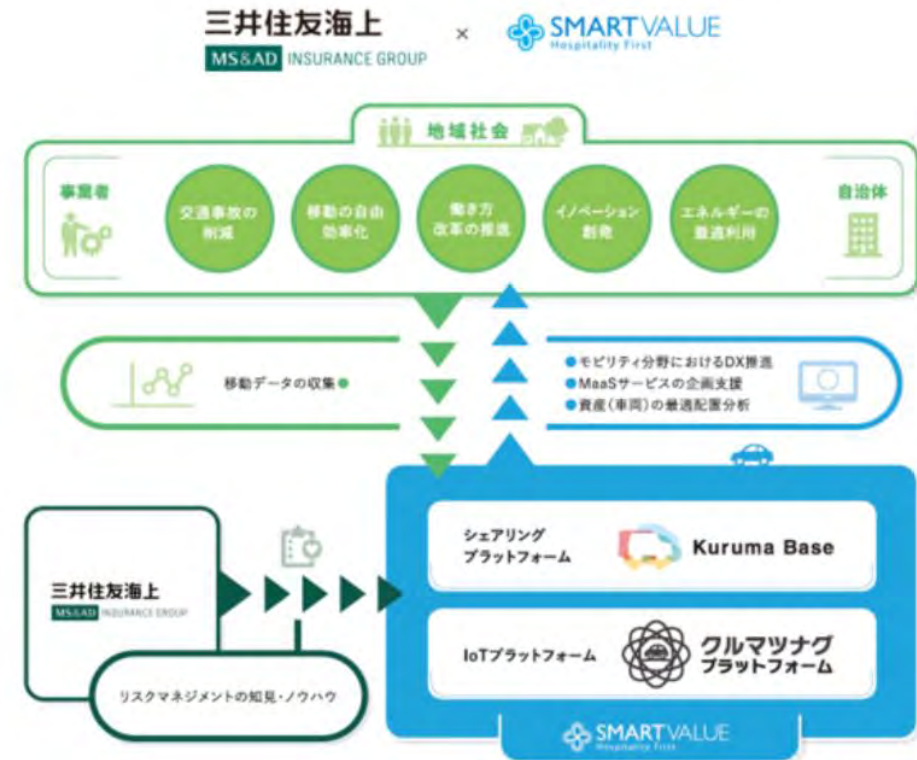 三井住友海上
MS&AD INSURANCE GROUP
×
SMARTVALUE
Hospitality First
地域社会
事業者
交通事故の
削減
移動の自由
効率化
働き方
改革の推進
イノベーション
創発
エネルギーの
最適利用
自治体
移動データの収集●
●モビリティ分野におけるDX推進
●MaaSサービスの企画支援
●資産(車両)の最適配置分析
シェアリング
プラットフォーム
Kuruma Base
三井住友海上
MS&AD INSURANCE GROUP
IoTプラットフォーム
クルマツナグ
プラットフォーム
リスクマネジメントの知見・ノウハウ
SMARTVALUE
Hospitality First